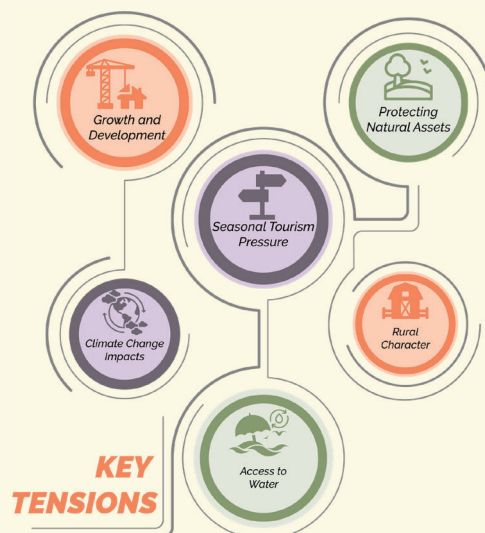 Growth and
Development
Protecting
Natural Assets
Seasonal Tourism
Pressure
Climate Change
Impacts
Rural
Character
Access to
Water
KEY
TENSIONS